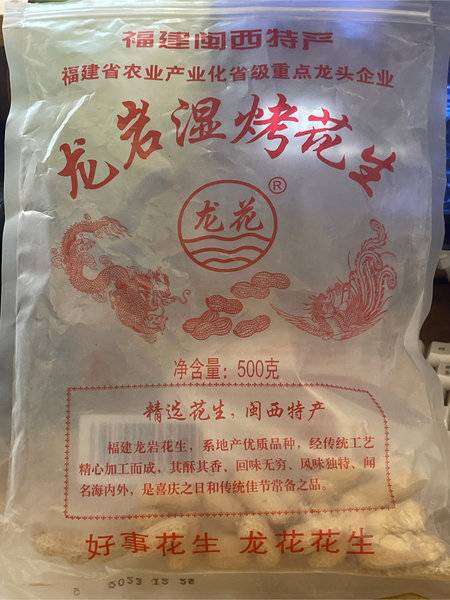 福建闽西特产
福建省农业产业化省级重点龙头企业
龙岩湿烤花生
®
龙花
净含量：500克
精选花生，闽西特产
福建龙岩花生，系地产优质品种，经传统工艺
精心加工而成，其酥其香、回味无穷、风味独特、闻
名海内外，是喜庆之日和传统佳节常备之品。
好事花生 龙花花生
2023 12 28